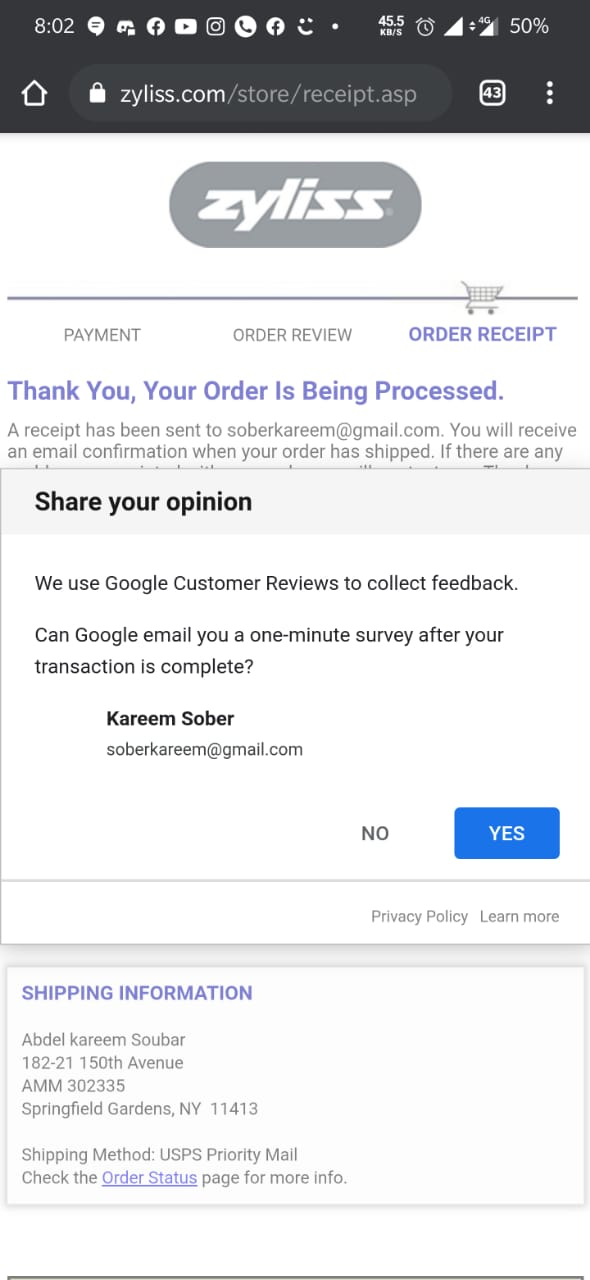 8:02 45.5 KB/S 4G 50%
zyliss.com/store/receipt.asp 43
zyliss
PAYMENT ORDER REVIEW ORDER RECEIPT
Thank You, Your Order Is Being Processed.
A receipt has been sent to soberkareem@gmail.com. You will receive
an email confirmation when your order has shipped. If there are any
Share your opinion
We use Google Customer Reviews to collect feedback.
Can Google email you a one-minute survey after your
transaction is complete?
Kareem Sober
soberkareem@gmail.com
NO YES
Privacy Policy Learn more
SHIPPING INFORMATION
Abdel kareem Soubar
182-21 150th Avenue
AMM 302335
Springfield Gardens, NY 11413
Shipping Method: USPS Priority Mail
Check the Order Status page for more info.